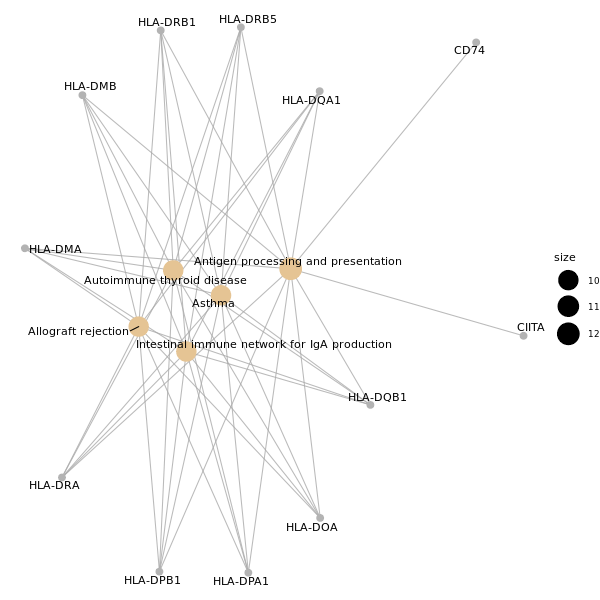 HLA-DRB1
HLA-DRB5
CD74
HLA-DMB
HLA-DQA1
HLA-DMA
Antigen processing and presentation
Autoimmune thyroid disease
Asthma
Allograft rejection
Intestinal immune network for IgA production
CIITA
HLA-DQB1
HLA-DRA
HLA-DOA
HLA-DPB1
HLA-DPA1
size
10
11
12